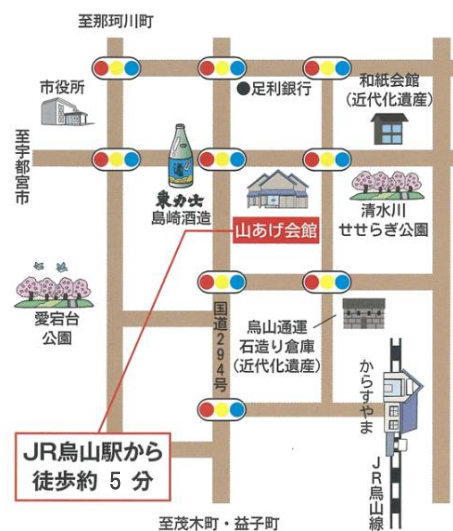 至那珂川町
市役所
●足利銀行
和紙会館
(近代化遺産)
至宇都宮市
東力士
島崎酒造
山あげ会館
清水川
せせらぎ公園
愛宕台
公園
国道294号
烏山通運
石造り倉庫
(近代化遺産)
からすやま
JR烏山線
JR烏山駅から
徒歩約 5 分
至茂木町・益子町